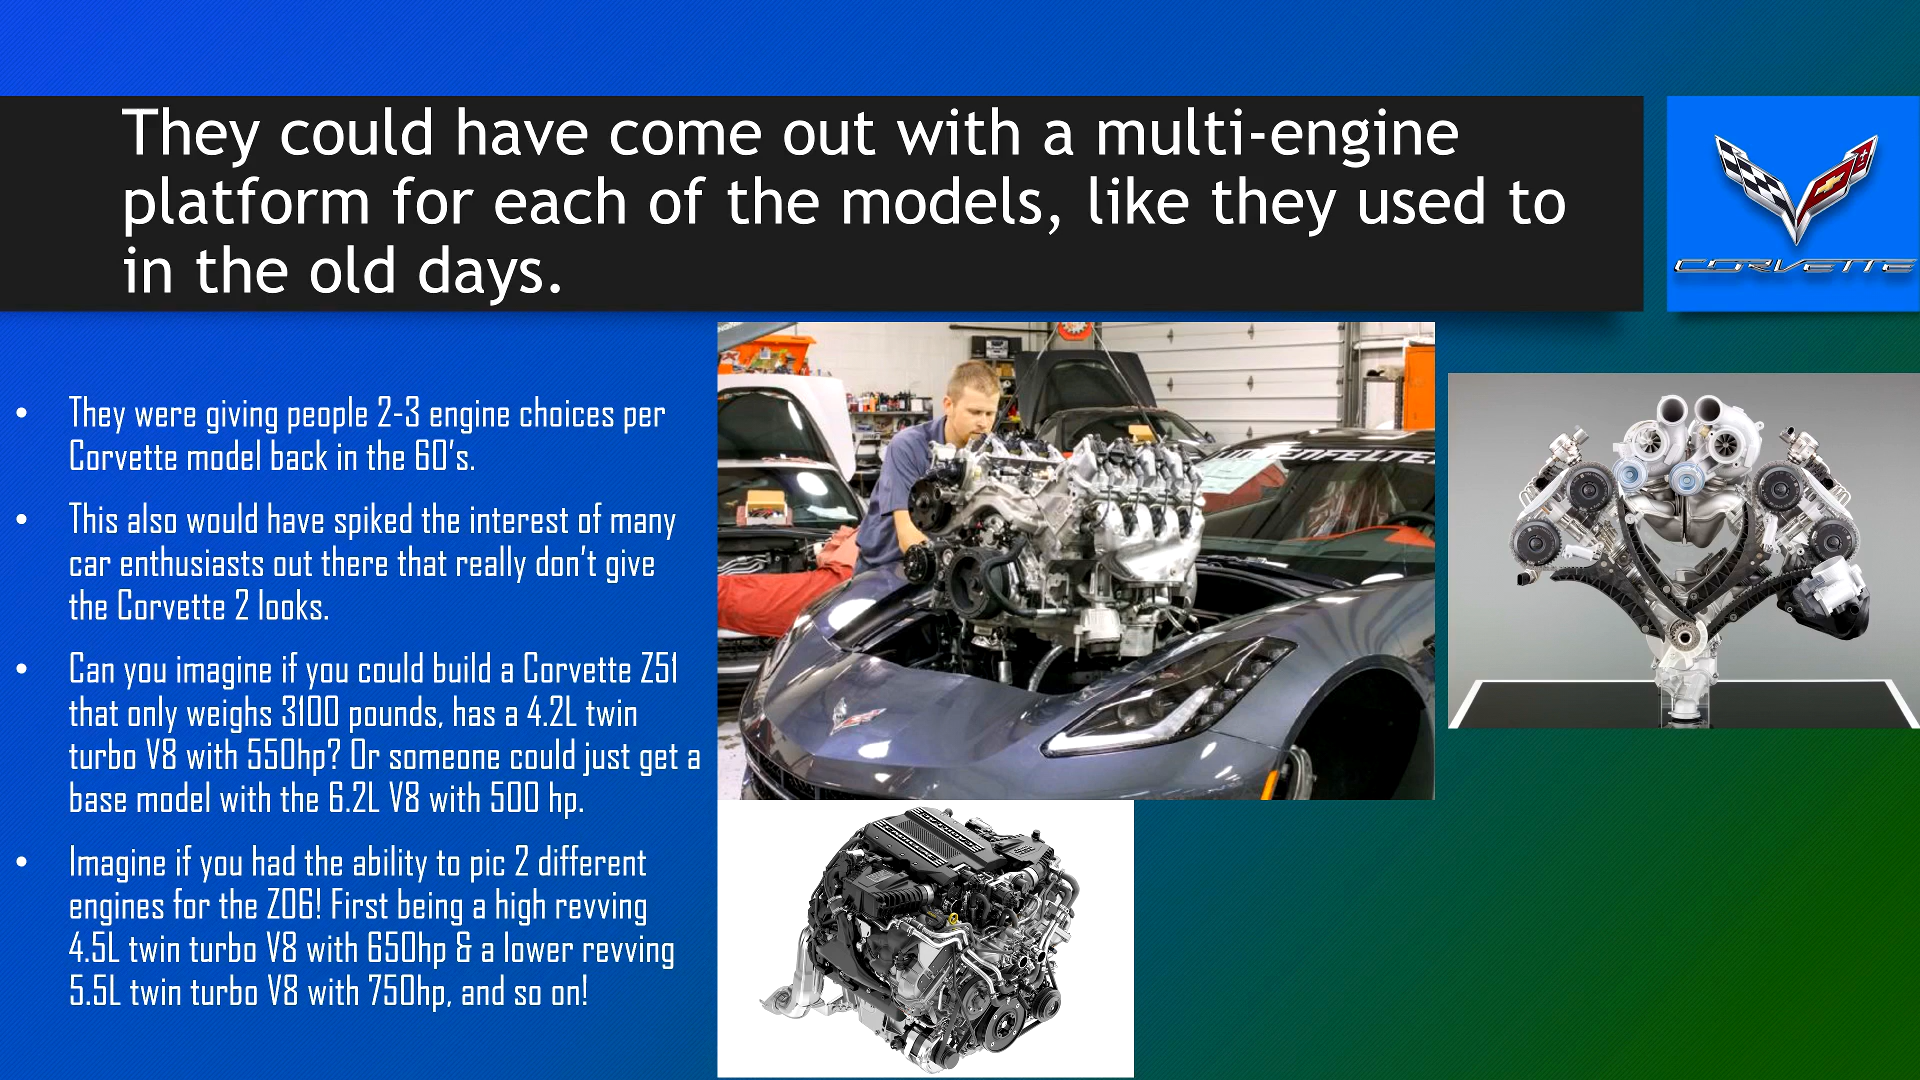 They could have come out with a multi-engine
platform for each of the models, like they used to
in the old days.
CORVETTE
• They were giving people 2-3 engine choices per
Corvette model back in the 60's.
• This also would have spiked the interest of many
car enthusiasts out there that really don't give
the Corvette 2 looks.
• Can you imagine if you could build a Corvette Z51
that only weighs 3100 pounds, has a 4.2L twin
turbo V8 with 550hp? Or someone could just get a
base model with the 6.2L V8 with 500 hp.
• Imagine if you had the ability to pic 2 different
engines for the Z06! First being a high revving
4.5L twin turbo V8 with 650hp & a lower revving
5.5L twin turbo V8 with 750hp, and so on!